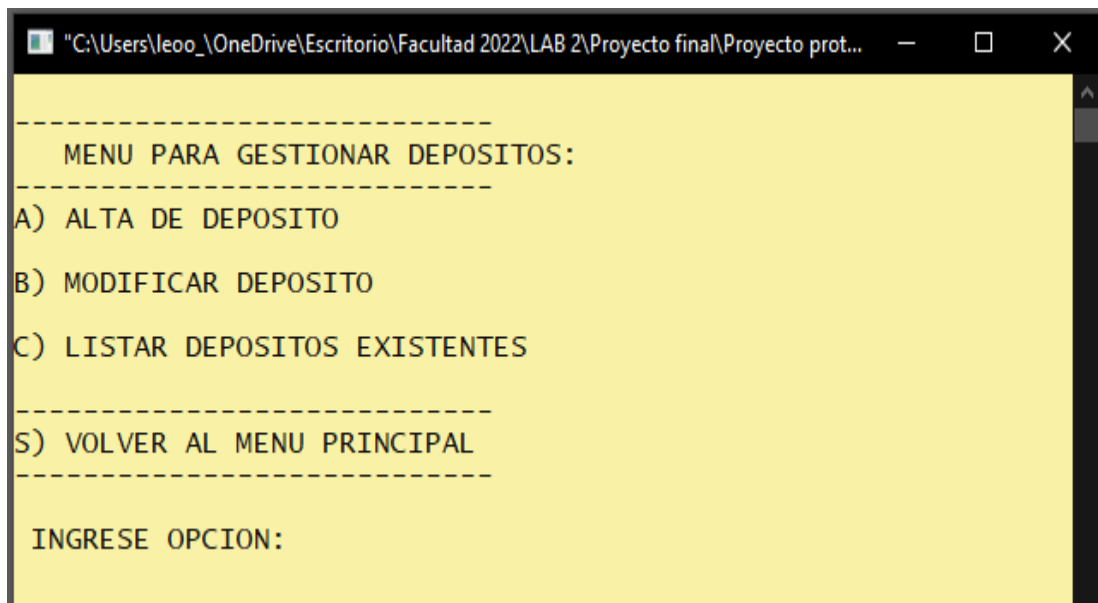 "C:\Users\leoo_\OneDrive\Escritorio\Facultad 2022\LAB 2\Proyecto final\Proyecto prot...
----------------------------
MENU PARA GESTIONAR DEPOSITOS:
----------------------------
A) ALTA DE DEPOSITO
B) MODIFICAR DEPOSITO
C) LISTAR DEPOSITOS EXISTENTES
----------------------------
S) VOLVER AL MENU PRINCIPAL
----------------------------
INGRESE OPCION: